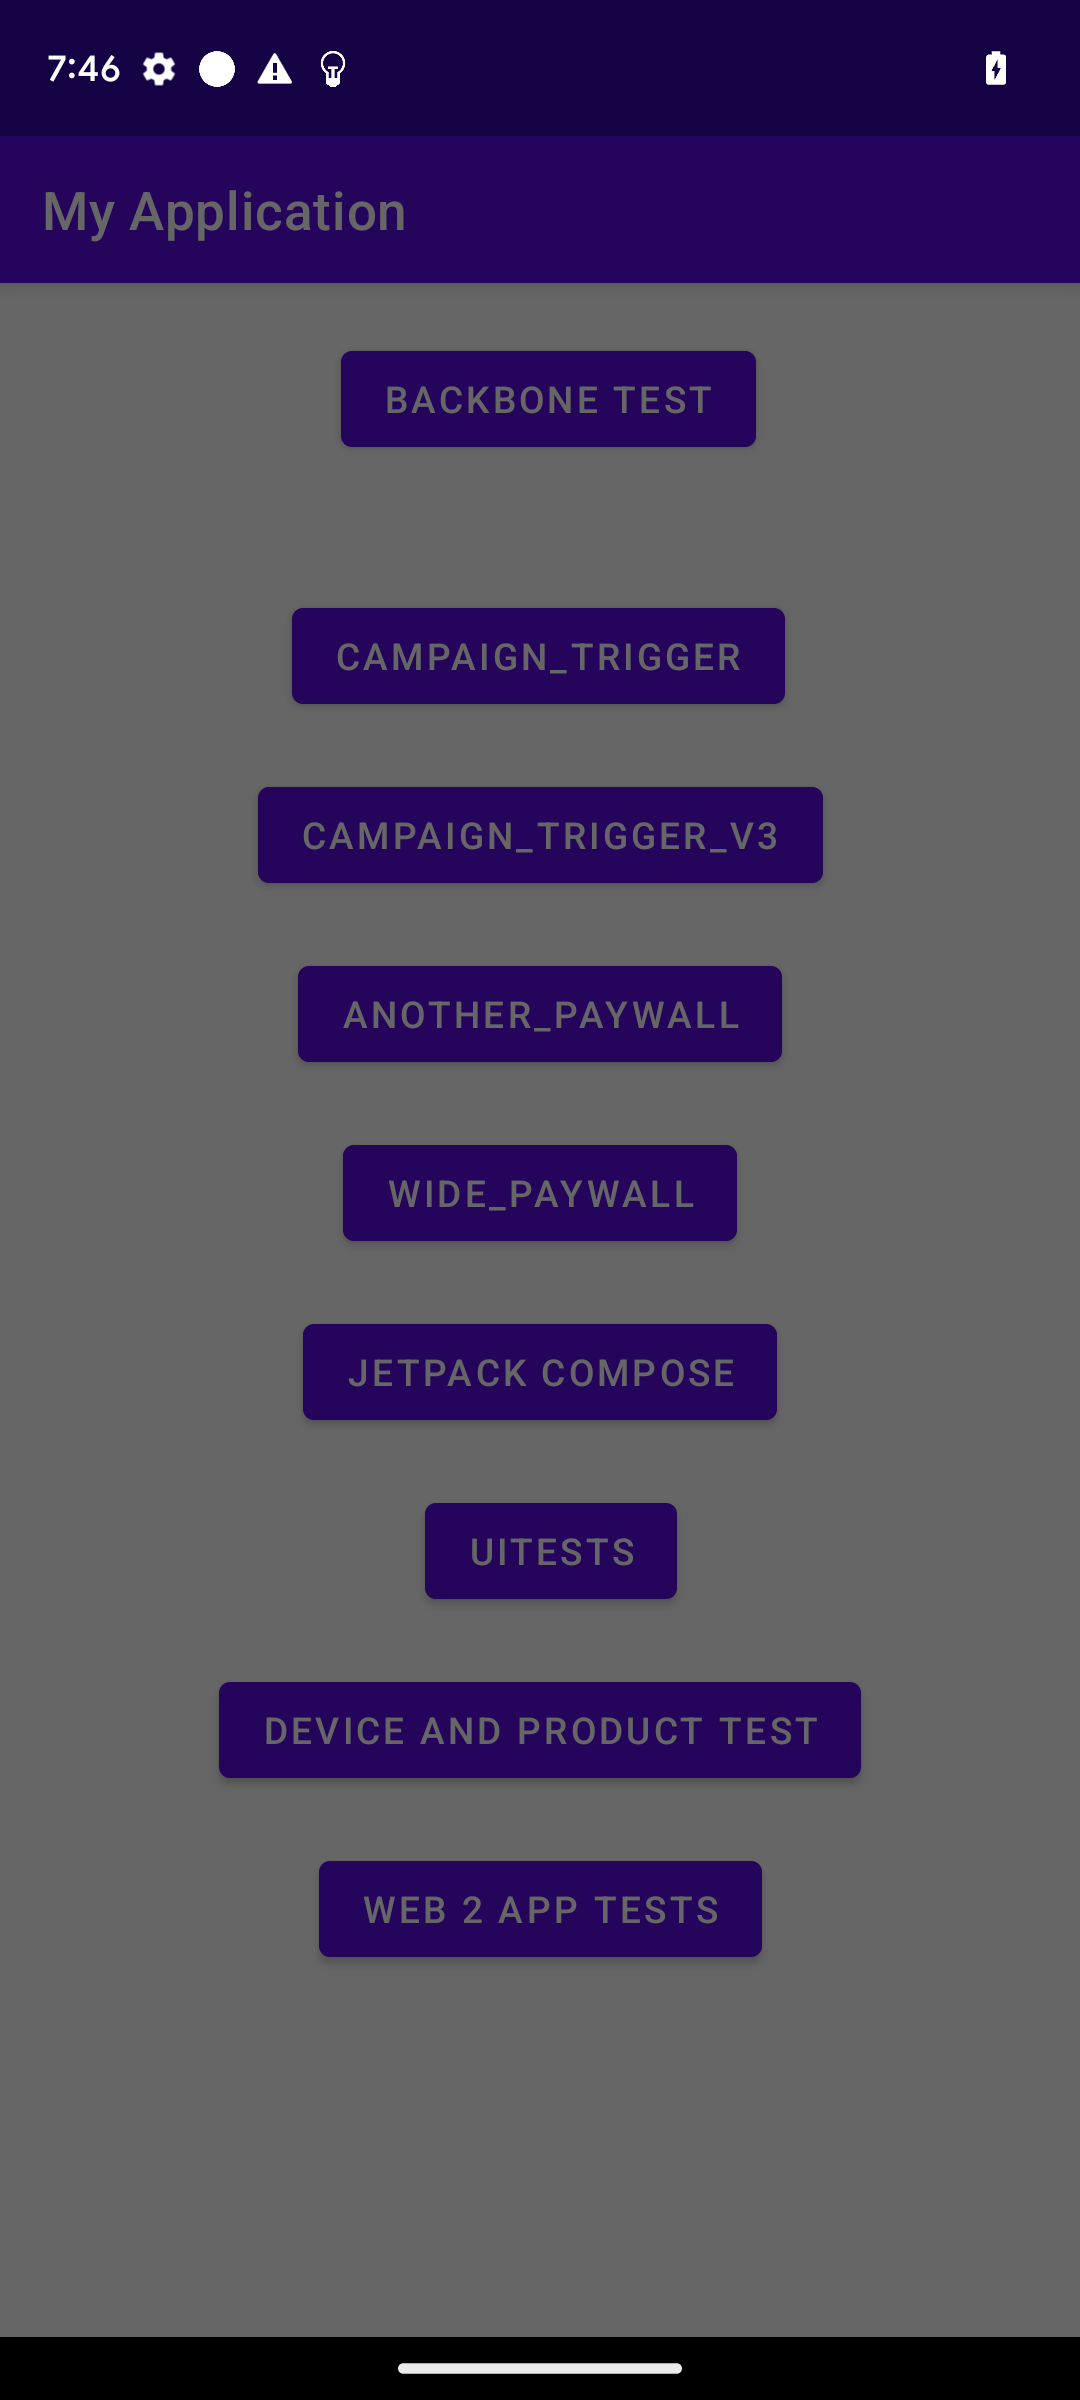 7:46
My Application
BACKBONE TEST
CAMPAIGN_TRIGGER
CAMPAIGN_TRIGGER_V3
ANOTHER_PAYWALL
WIDE_PAYWALL
JETPACK COMPOSE
UITESTS
DEVICE AND PRODUCT TEST
WEB 2 APP TESTS